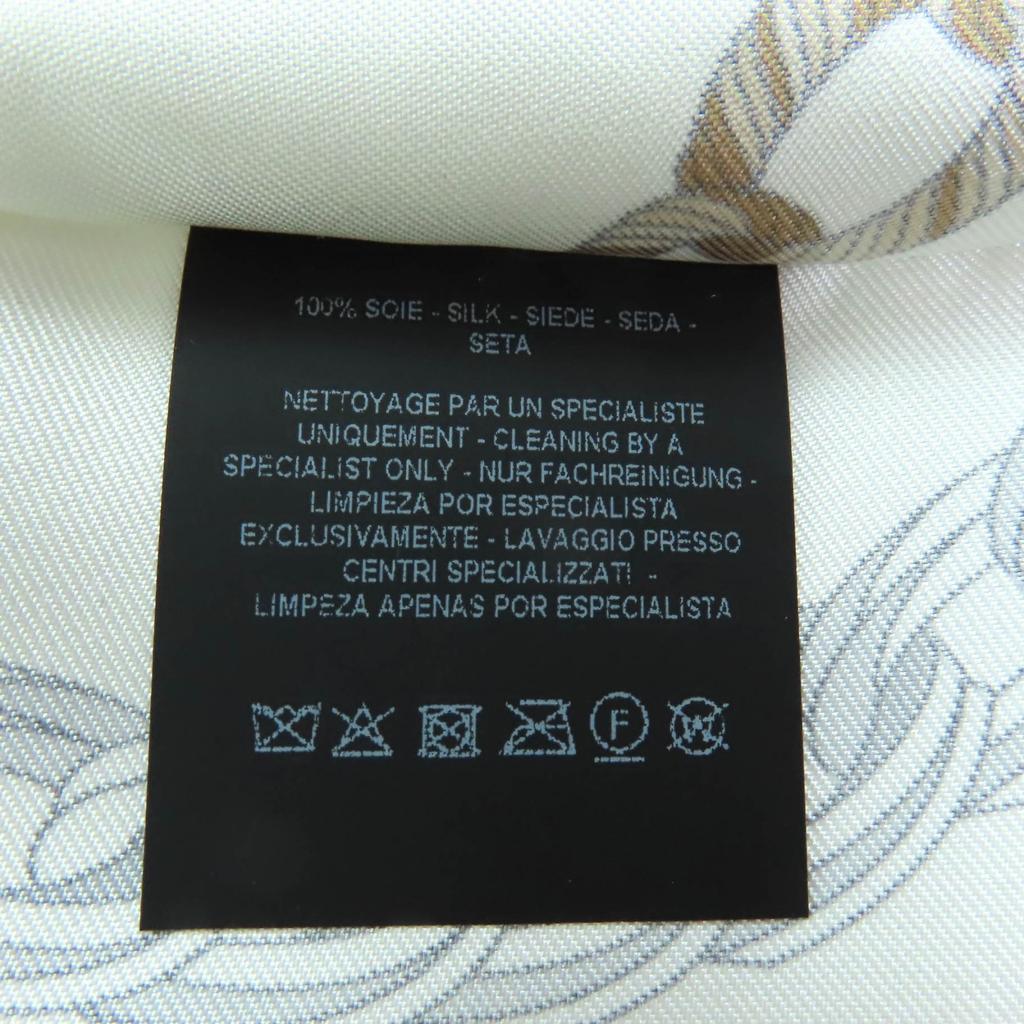 100% SOIE - SILK - SIEDE - SEDA -
SETA
NETTOYAGE PAR UN SPECIALISTE
UNIQUEMENT - CLEANING BY A
SPECIALIST ONLY - NUR FACHREINIGUNG -
LIMPIEZA POR ESPECIALISTA
EXCLUSIVAMENTE - LAVAGGIO PRESSO
CENTRI SPECIALIZZATI -
LIMPEZA APENAS POR ESPECIALISTA
F W